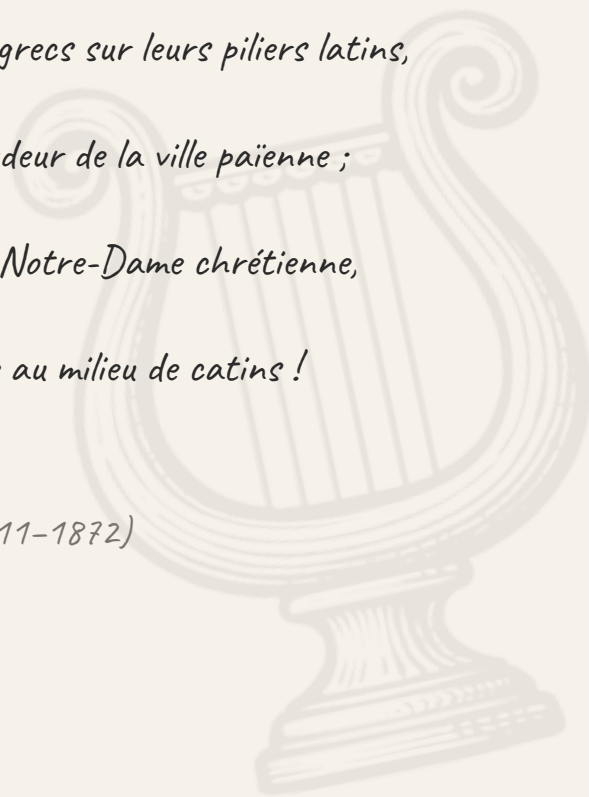 grecs sur leurs piliers latins,
deur de la ville païenne ;
Notre-Dame chrétienne,
au milieu de catins !
11–1872)